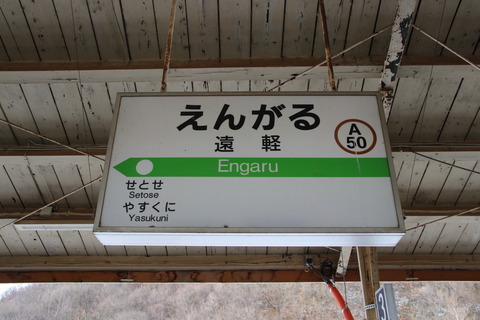 えんがる
遠軽
A
50
Engaru
せとせ
Setose
やすくに
Yasukuni